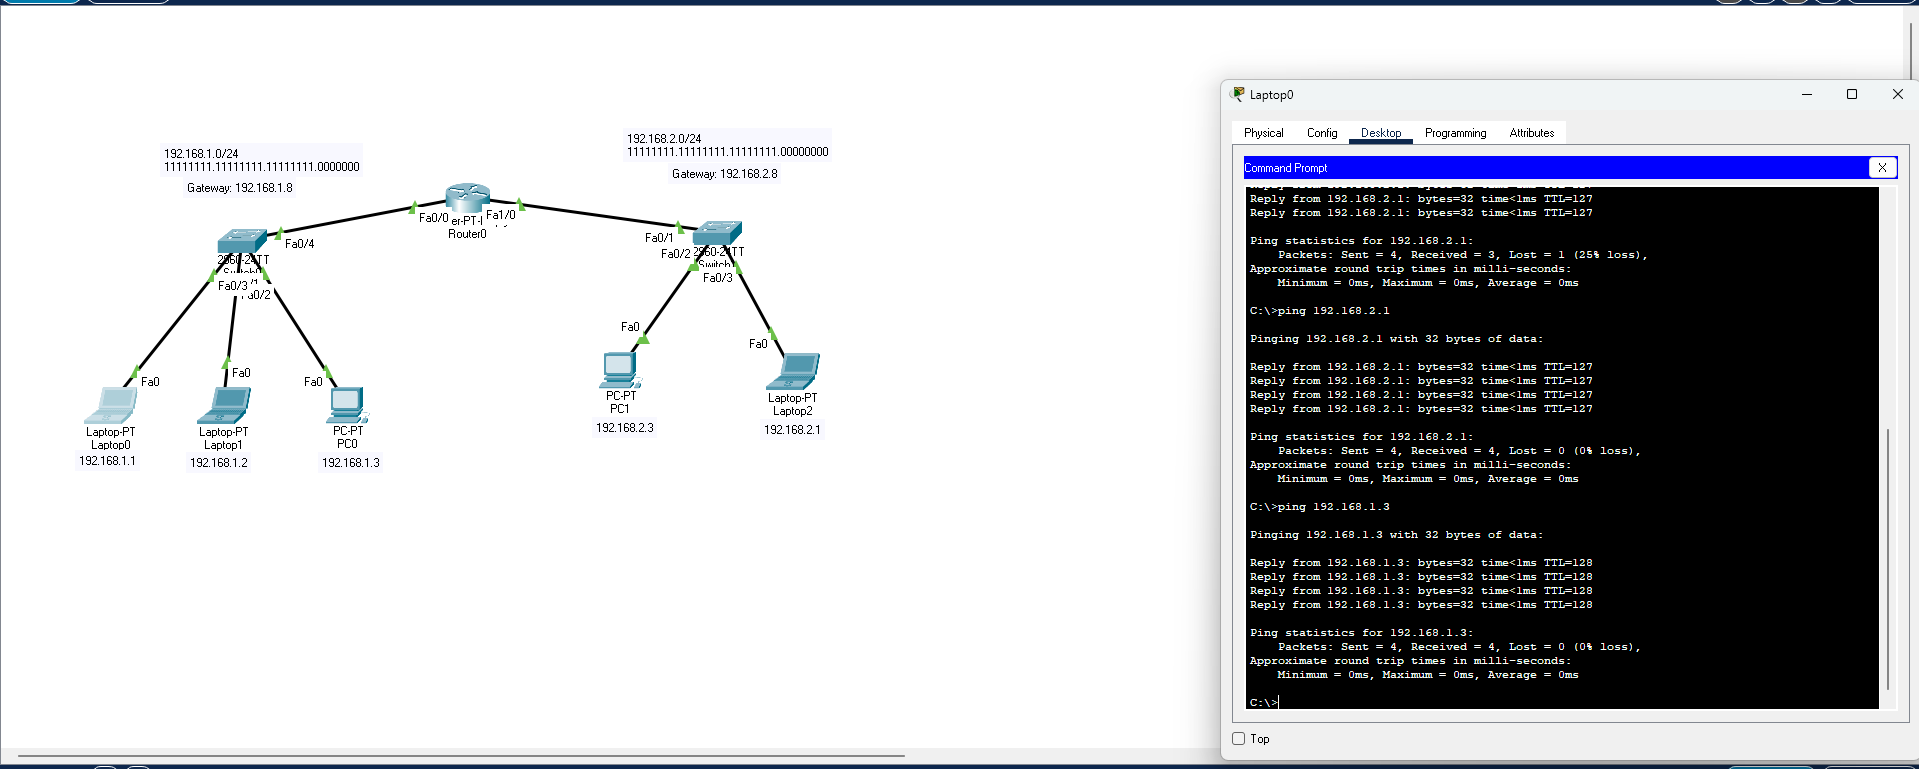 192.168.1.0/24
11111111.11111111.11111111.0000000
Gateway: 192.168.1.8
192.168.2.0/24
11111111.11111111.11111111.00000000
Gateway: 192.168.2.8
Fa0/0
er-PT-
Router0
Fa1/0
Fa0/4
2960-24TT
Switch0
Fa0/3
Fa0/2
Fa0/1
Fa0/2
2960-24TT
Switch1
Fa0/3
Fa0
Fa0
Fa0
Fa0
Fa0
Laptop-PT
Laptop0
192.168.1.1
Laptop-PT
Laptop1
192.168.1.2
PC-PT
PC0
192.168.1.3
PC-PT
PC1
192.168.2.3
Laptop-PT
Laptop2
192.168.2.1
Laptop0
Physical Config Desktop Programming Attributes
Command Prompt
X
Reply from 192.168.2.1: bytes=32 time<1ms TTL=127
Reply from 192.168.2.1: bytes=32 time<1ms TTL=127
Ping statistics for 192.168.2.1:
Packets: Sent = 4, Received = 3, Lost = 1 (25% loss),
Approximate round trip times in milli-seconds:
Minimum = 0ms, Maximum = 0ms, Average = 0ms
C:\>ping 192.168.2.1
Pinging 192.168.2.1 with 32 bytes of data:
Reply from 192.168.2.1: bytes=32 time<1ms TTL=127
Reply from 192.168.2.1: bytes=32 time<1ms TTL=127
Reply from 192.168.2.1: bytes=32 time<1ms TTL=127
Reply from 192.168.2.1: bytes=32 time<1ms TTL=127
Ping statistics for 192.168.2.1:
Packets: Sent = 4, Received = 4, Lost = 0 (0% loss),
Approximate round trip times in milli-seconds:
Minimum = 0ms, Maximum = 0ms, Average = 0ms
C:\>ping 192.168.1.3
Pinging 192.168.1.3 with 32 bytes of data:
Reply from 192.168.1.3: bytes=32 time<1ms TTL=128
Reply from 192.168.1.3: bytes=32 time<1ms TTL=128
Reply from 192.168.1.3: bytes=32 time<1ms TTL=128
Reply from 192.168.1.3: bytes=32 time<1ms TTL=128
Ping statistics for 192.168.1.3:
Packets: Sent = 4, Received = 4, Lost = 0 (0% loss),
Approximate round trip times in milli-seconds:
Minimum = 0ms, Maximum = 0ms, Average = 0ms
C:\>
Top